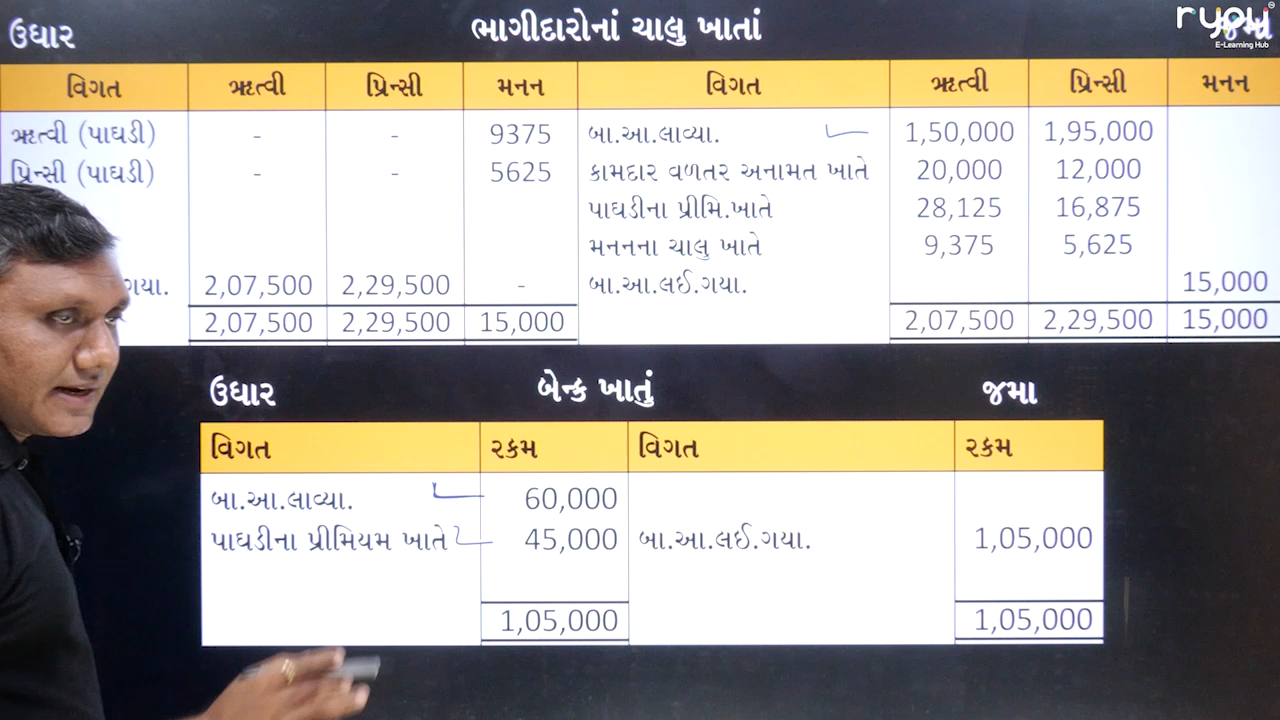 ઉધાર ભાગીદારોનાં ચાલુ ખાતાં જમા
rypu
E-Learning Hub
વિગત ઋત્વી પ્રિન્સી મનન વિગત ઋત્વી પ્રિન્સી મનન
ઋત્વી (પાઘડી) - - 9375 બા.આ.લાવ્યા. 1,50,000 1,95,000
પ્રિન્સી (પાઘડી) - - 5625 કામદાર વળતર અનામત ખાતે 20,000 12,000
પાઘડીના પ્રીમિ.ખાતે 28,125 16,875
મનનના ચાલુ ખાતે 9,375 5,625
ગયા. 2,07,500 2,29,500 - બા.આ.લઈ.ગયા. 15,000
2,07,500 2,29,500 15,000 2,07,500 2,29,500 15,000
ઉધાર બેન્ક ખાતું જમા
વિગત રકમ વિગત રકમ
બા.આ.લાવ્યા. 60,000
પાઘડીના પ્રીમિયમ ખાતે 45,000 બા.આ.લઈ.ગયા. 1,05,000
1,05,000 1,05,000